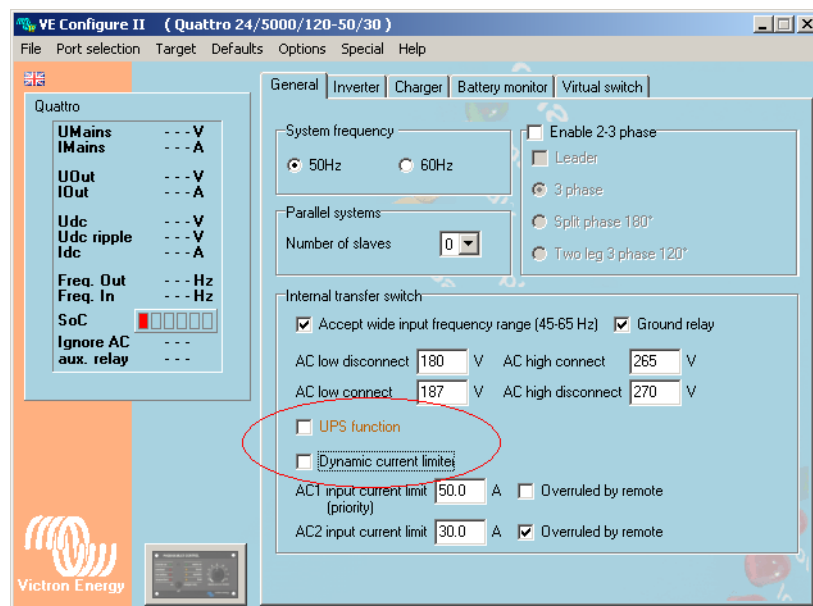 VE Configure II ( Quattro 24/5000/120-50/30 )
File Port selection Target Defaults Options Special Help
General Inverter Charger Battery monitor Virtual switch
Quattro
UMains - - - V
IMains - - - A
UOut - - - V
IOut - - - A
Udc - - - V
Udc ripple - - - V
Idc - - - A
Freq. Out - - - Hz
Freq. In - - - Hz
SoC
Ignore AC - - -
aux. relay - - -
System frequency
50Hz 60Hz
Parallel systems
Number of slaves 0
Enable 2-3 phase
Leader
3 phase
Split phase 180°
Two leg 3 phase 120°
Internal transfer switch
Accept wide input frequency range (45-65 Hz) Ground relay
AC low disconnect 180 V AC high connect 265 V
AC low connect 187 V AC high disconnect 270 V
UPS function
Dynamic current limiter
AC1 input current limit 50.0 A Overruled by remote
(priority)
AC2 input current limit 30.0 A Overruled by remote
Victron Energy